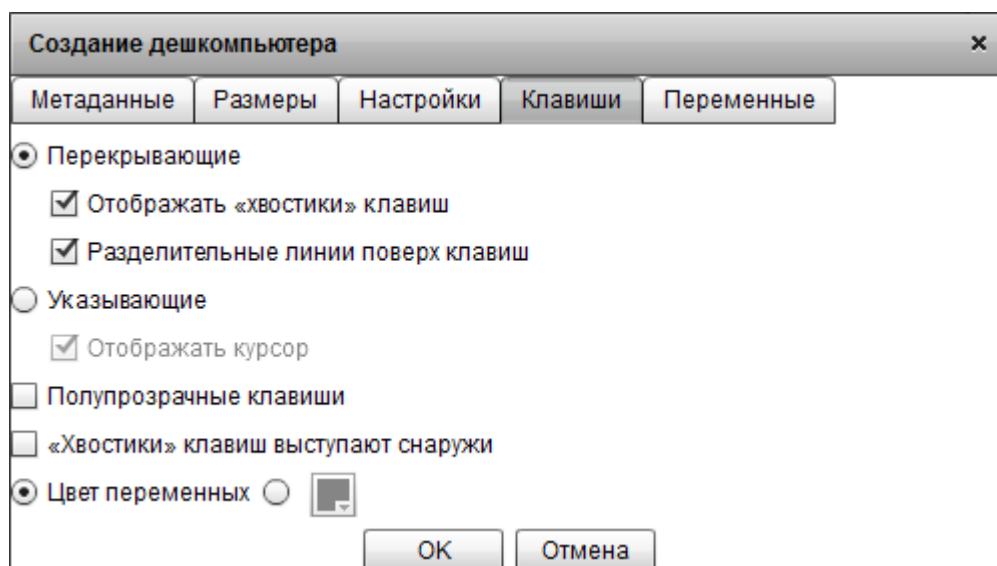 Создание дешкомпьютера
Метаданные Размеры Настройки Клавиши Переменные
Перекрывающие
Отображать «хвостики» клавиш
Разделительные линии поверх клавиш
Указывающие
Отображать курсор
Полупрозрачные клавиши
«Хвостики» клавиш выступают снаружи
Цвет переменных
OK Отмена